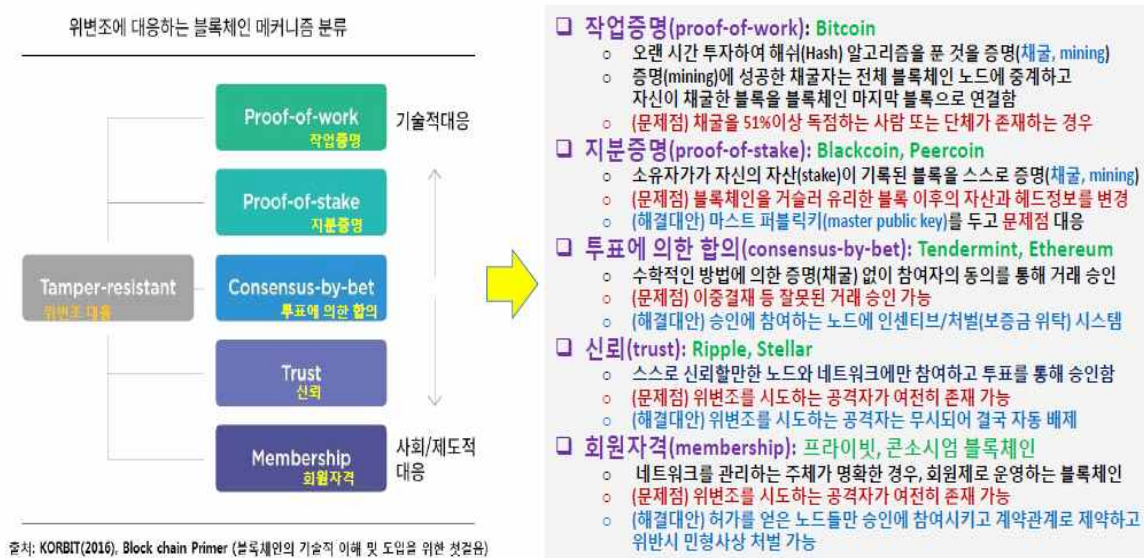 위변조에 대응하는 블록체인 메커니즘 분류
Proof-of-work
작업증명
기술적대응
Proof-of-stake
지분증명
Tamper-resistant
위변조 대응
Consensus-by-bet
투표에 의한 합의
Trust
신뢰
Membership
회원자격
사회/제도적
대응
출처: KORBIT(2016), Block chain Primer (블록체인의 기술적 이해 및 도입을 위한 첫걸음)
❑ 작업증명(proof-of-work): Bitcoin
○ 오랜 시간 투자하여 해쉬(Hash) 알고리즘을 푼 것을 증명(채굴, mining)
○ 증명(mining)에 성공한 채굴자는 전체 블록체인 노드에 중계하고
자신이 채굴한 블록을 블록체인 마지막 블록으로 연결함
○ (문제점) 채굴을 51%이상 독점하는 사람 또는 단체가 존재하는 경우
❑ 지분증명(proof-of-stake): Blackcoin, Peercoin
○ 소유자가가 자신의 자산(stake)이 기록된 블록을 스스로 증명(채굴, mining)
○ (문제점) 블록체인을 거슬러 유리한 블록 이후의 자산과 헤드정보를 변경
○ (해결대안) 마스트 퍼블릭키(master public key)를 두고 문제점 대응
❑ 투표에 의한 합의(consensus-by-bet): Tendermint, Ethereum
○ 수학적인 방법에 의한 증명(채굴) 없이 참여자의 동의를 통해 거래 승인
○ (문제점) 이중결재 등 잘못된 거래 승인 가능
○ (해결대안) 승인에 참여하는 노드에 인센티브/처벌(보증금 위탁) 시스템
❑ 신뢰(trust): Ripple, Stellar
○ 스스로 신뢰할만한 노드와 네트워크에만 참여하고 투표를 통해 승인함
○ (문제점) 위변조를 시도하는 공격자가 여전히 존재 가능
○ (해결대안) 위변조를 시도하는 공격자는 무시되어 결국 자동 배제
❑ 회원자격(membership): 프라이빗, 콘소시엄 블록체인
○ 네트워크를 관리하는 주체가 명확한 경우, 회원제로 운영하는 블록체인
○ (문제점) 위변조를 시도하는 공격자가 여전히 존재 가능
○ (해결대안) 허가를 얻은 노드들만 승인에 참여시키고 계약관계로 제약하고
위반시 민형사상 처벌 가능